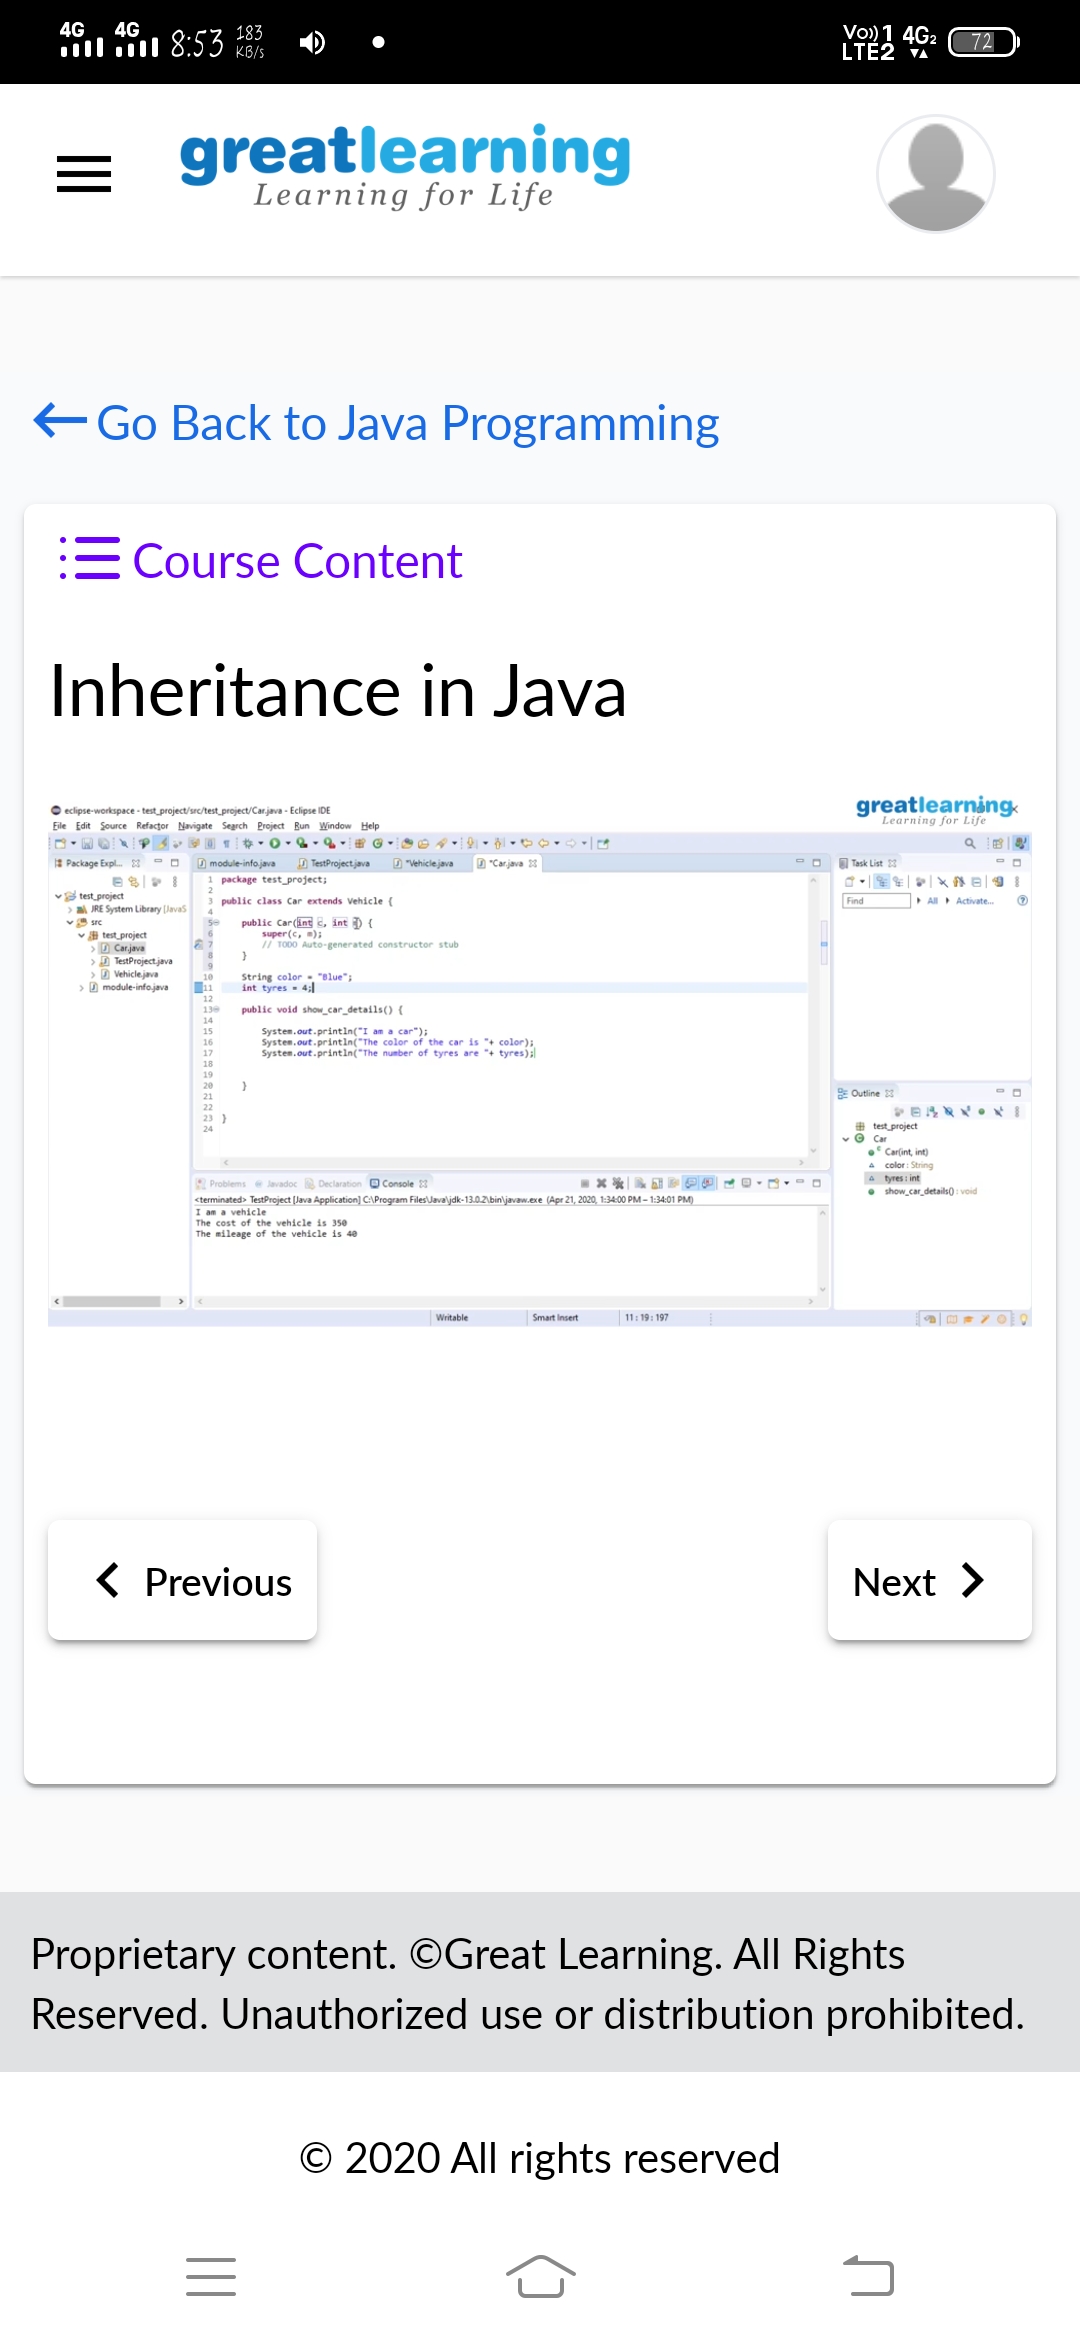 4G 4G 8:53 183 KB/s Vo)) 1 LTE2 4G2 72
greatlearning
Learning for Life
Go Back to Java Programming
Course Content
Inheritance in Java
eclipse-workspace - test_project/src/test_project/Car.java - Eclipse IDE
greatlearning
Learning for Life
File Edit Source Refactor Navigate Search Project Run Window Help
Package Expl...
module-info.java TestProject.java *Vehicle.java *Car.java
Task List
test_project
JRE System Library [JavaS
src
test_project
Car.java
TestProject.java
Vehicle.java
module-info.java
1 package test_project;
2
3 public class Car extends Vehicle {
4
5 public Car(int c, int m) {
6 super(c, m);
7 // TODO Auto-generated constructor stub
8 }
9
10 String color = "Blue";
11 int tyres = 4;
12
13 public void show_car_details() {
14
15 System.out.println("I am a car");
16 System.out.println("The color of the car is "+ color);
17 System.out.println("The number of tyres are "+ tyres);
18
19
20 }
21
22
23 }
24
Find All Activate...
Outline
test_project
Car
Car(int, int)
color : String
tyres : int
show_car_details() : void
Problems Javadoc Declaration Console
<terminated> TestProject [Java Application] C:\Program Files\Java\jdk-13.0.2\bin\javaw.exe (Apr 21, 2020, 1:34:00 PM – 1:34:01 PM)
I am a vehicle
The cost of the vehicle is 350
The mileage of the vehicle is 40
Writable Smart Insert 11 : 19 : 197
Previous
Next
Proprietary content. ©Great Learning. All Rights
Reserved. Unauthorized use or distribution prohibited.
© 2020 All rights reserved